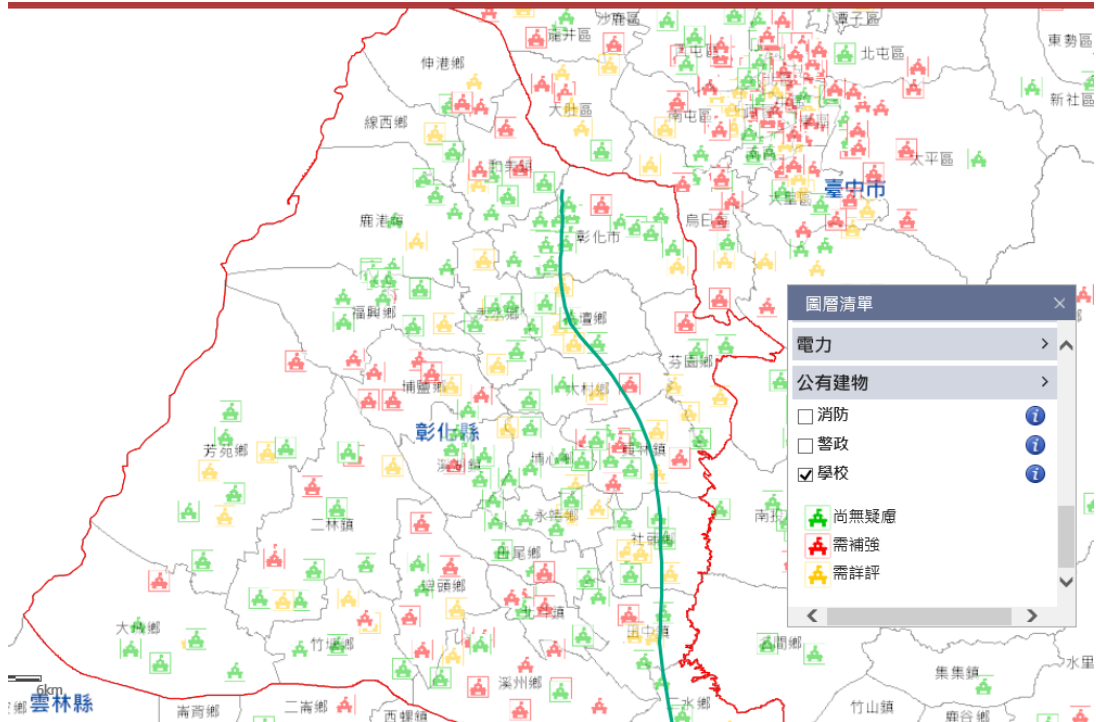 沙鹿區
潭子區
龍井區
北屯區
東勢區
伸港鄉
新社區
大肚區
南屯區
線西鄉
太平區
臺中市
鹿港鎮
烏日區
彰化市
圖層清單
×
福興鄉
秀水鄉
電力
芬園鄉
公有建物
埔鹽鄉
大村鄉
消防
彰化縣
警政
芳苑鄉
溪湖鎮
埔心鄉
學校
二林鎮
永靖鄉
尚無疑慮
社頭鄉
需補強
田尾鄉
需詳評
埤頭鄉
大城鄉
竹塘鄉
田中鎮
集集鎮
水里
溪州鄉
6km
雲林縣
崙背鄉
二崙鄉
西螺鎮
二水鄉
竹山鎮
鹿谷鄉